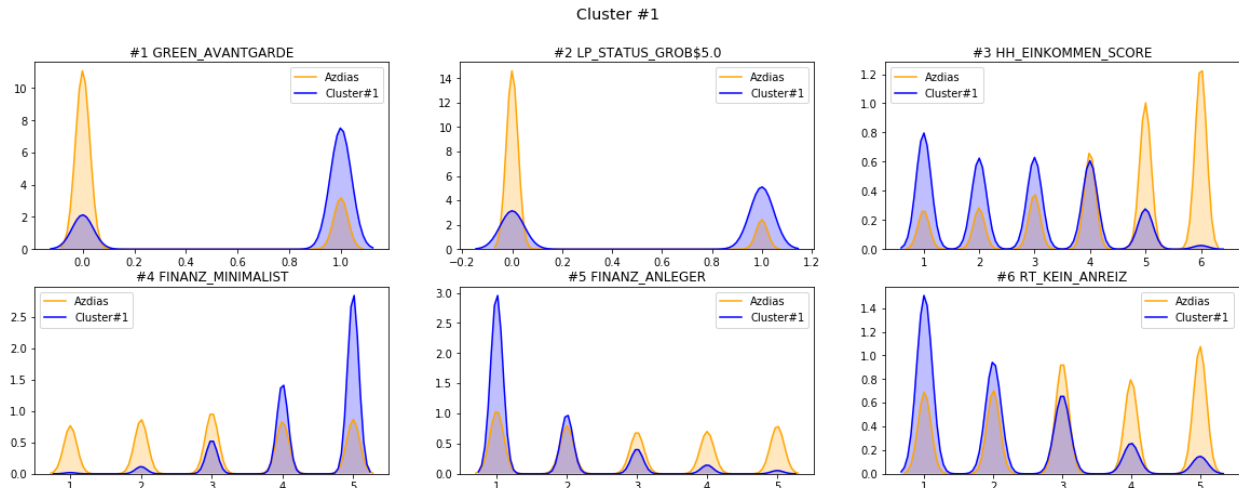 Cluster #1
#1 GREEN_AVANTGARDE
Azdias
Cluster#1
10
8
6
4
2
0
0.0 0.2 0.4 0.6 0.8 1.0
#2 LP_STATUS_GROB$5.0
Azdias
Cluster#1
14
12
10
8
6
4
2
0
−0.2 0.0 0.2 0.4 0.6 0.8 1.0 1.2
#3 HH_EINKOMMEN_SCORE
Azdias
Cluster#1
1.2
1.0
0.8
0.6
0.4
0.2
0.0
1 2 3 4 5 6
#4 FINANZ_MINIMALIST
Azdias
Cluster#1
2.5
2.0
1.5
1.0
0.5
0.0
1 2 3 4 5
#5 FINANZ_ANLEGER
Azdias
Cluster#1
3.0
2.5
2.0
1.5
1.0
0.5
0.0
1 2 3 4 5
#6 RT_KEIN_ANREIZ
Azdias
Cluster#1
1.4
1.2
1.0
0.8
0.6
0.4
0.2
0.0
1 2 3 4 5